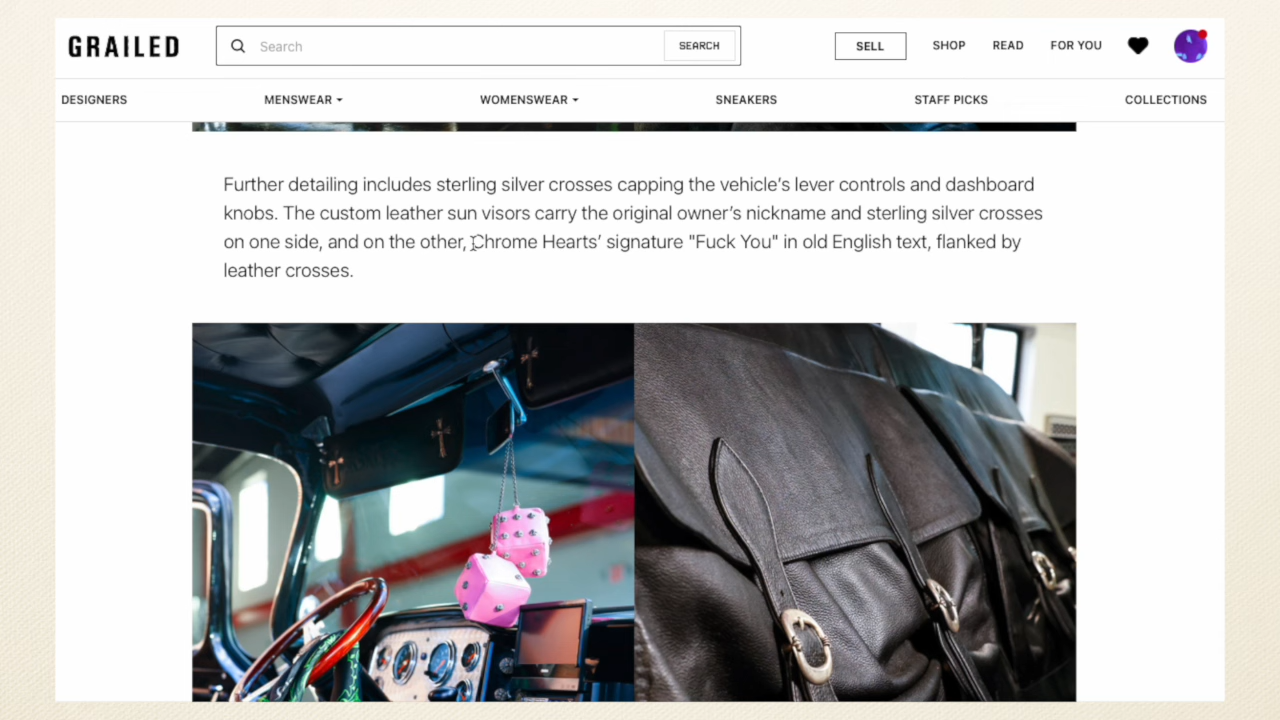 GRAILED
Search
SEARCH
SELL
SHOP
READ
FOR YOU
DESIGNERS
MENSWEAR
WOMENSWEAR
SNEAKERS
STAFF PICKS
COLLECTIONS
Further detailing includes sterling silver crosses capping the vehicle’s lever controls and dashboard
knobs. The custom leather sun visors carry the original owner’s nickname and sterling silver crosses
on one side, and on the other, Chrome Hearts’ signature "Fuck You" in old English text, flanked by
leather crosses.